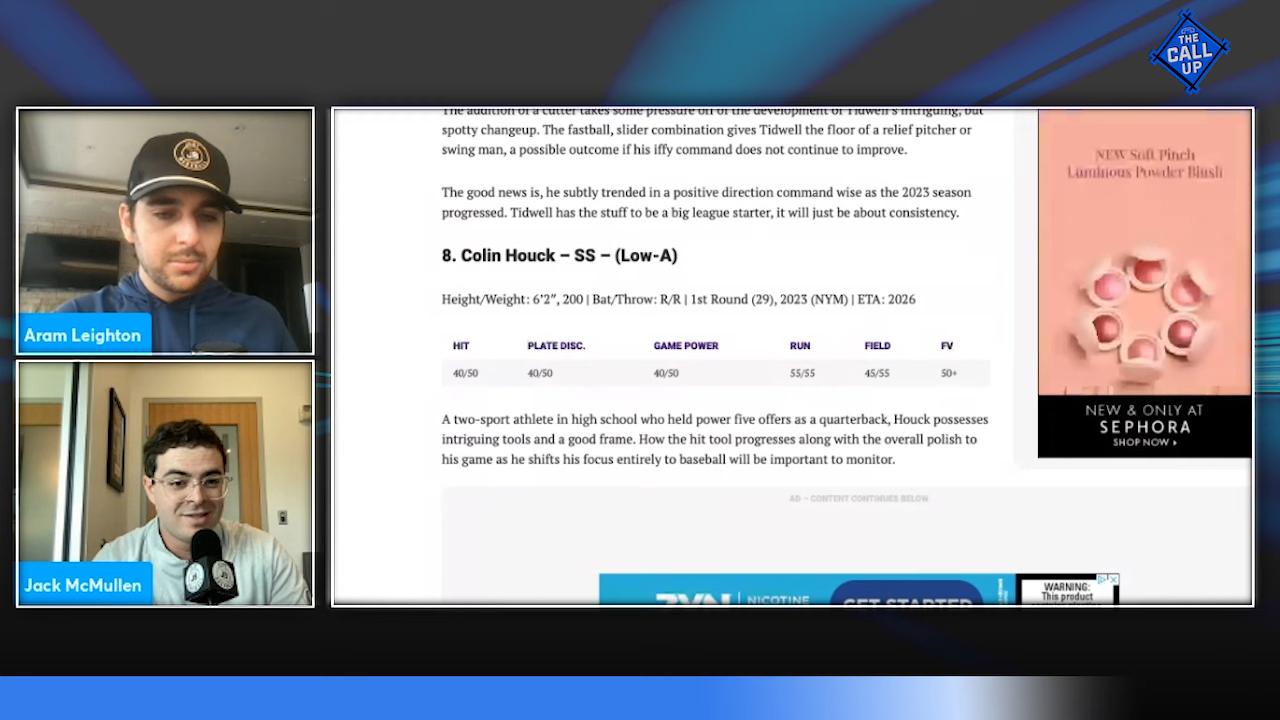 THE
CALL
UP
The addition of a cutter takes some pressure off of the development of Tidwell's intriguing, but
spotty changeup. The fastball, slider combination gives Tidwell the floor of a relief pitcher or
swing man, a possible outcome if his iffy command does not continue to improve.
The good news is, he subtly trended in a positive direction command wise as the 2023 season
progressed. Tidwell has the stuff to be a big league starter, it will just be about consistency.
8. Colin Houck – SS – (Low-A)
Height/Weight: 6’2″, 200 | Bat/Throw: R/R | 1st Round (29), 2023 (NYM) | ETA: 2026
HIT PLATE DISC. GAME POWER RUN FIELD FV
40/50 40/50 40/50 55/55 45/55 50+
A two-sport athlete in high school who held power five offers as a quarterback, Houck possesses
intriguing tools and a good frame. How the hit tool progresses along with the overall polish to
his game as he shifts his focus entirely to baseball will be important to monitor.
AD – CONTENT CONTINUES BELOW
ZYN NICOTINE
GET STARTED
WARNING:
This product
NEW Soft Pinch
Luminous Powder Blush
NEW & ONLY AT
SEPHORA
SHOP NOW ▸
Aram Leighton
Jack McMullen